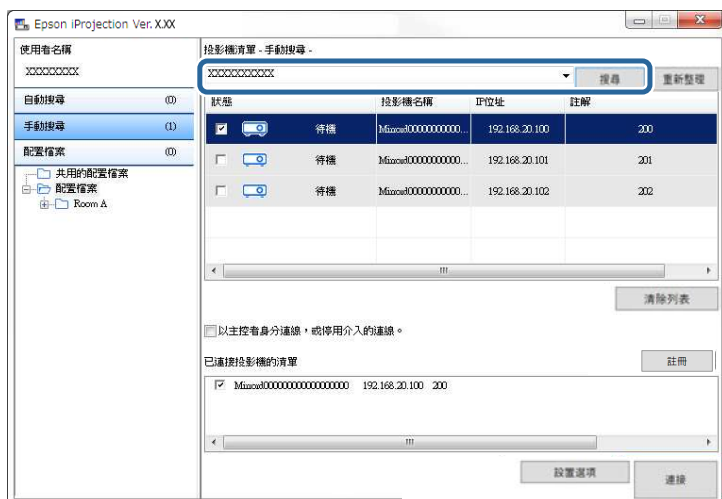 Epson iProjection Ver. X.XX
使用者名稱
XXXXXXXX
自動搜尋 (0)
手動搜尋 (1)
配置檔案 (0)
共用的配置檔案
配置檔案
Room A
投影機清單 - 手動搜尋 -
XXXXXXXXXX 搜尋 重新整理
狀態 投影機名稱 IP位址 註解
待機 Mirrored0000000000... 192.168.20.100 200
待機 Mirrored0000000000... 192.168.20.101 201
待機 Mirrored0000000000... 192.168.20.102 202
清除列表
以主控者身分連線，或停用介入的連線。
已連接投影機的清單 註冊
192.168.20.100 200
設置選項 連接